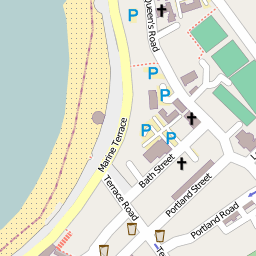 Queen's Road
Marine Terrace
Bath Street
Terrace Road
Portland Street
Portland Road
P
P
P
P